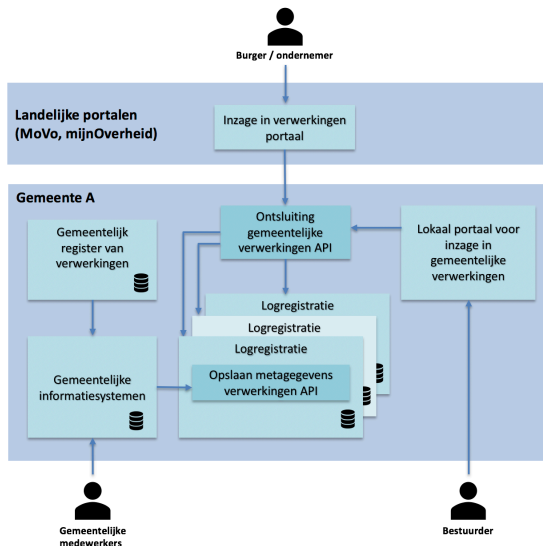 Burger / ondernemer
Landelijke portalen
(MoVo, mijnOverheid)
Inzage in verwerkingen
portaal
Gemeente A
Gemeentelijk
register van
verwerkingen
Ontsluiting
gemeentelijke
verwerkingen API
Lokaal portaal voor
inzage in
gemeentelijke
verwerkingen
Logregistratie
Logregistratie
Logregistratie
Gemeentelijke
informatiesystemen
Opslaan metagegevens
verwerkingen API
Gemeentelijke
medewerkers
Bestuurder